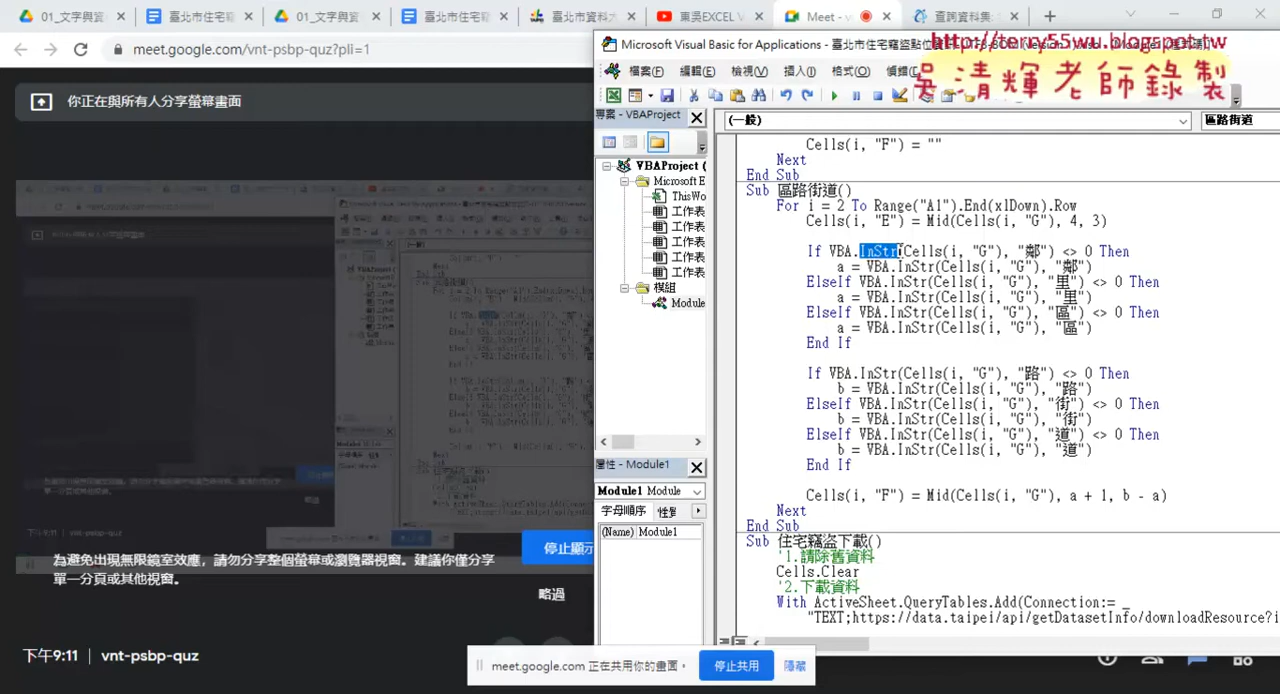 01_文字與資
臺北市住宅竊
01_文字與資
臺北市住宅竊
臺北市資料大
東吳EXCEL V
Meet - v
查詢資料集
meet.google.com/vnt-psbp-quz?pli=1
你正在與所有人分享螢幕畫面
為避免出現無限鏡室效應，請勿分享整個螢幕或瀏覽器視窗。建議你僅分享
單一分頁或其他視窗。
停止顯示
略過
下午9:11 | vnt-psbp-quz
meet.google.com 正在共用你的畫面。
停止共用
隱藏
Microsoft Visual Basic for Applications - 臺北市住宅竊盜點位資
http://terry55wu.blogspot.tw
吳清輝老師錄製
檔案(F)
編輯(E)
檢視(V)
插入(I)
格式(O)
偵錯(
專案 - VBAProject
VBAProject (
Microsoft E
ThisWo
工作表
工作表
工作表
工作表
工作表
模組
Module
屬性 - Module1
Module1 Module
字母順序
性質
(Name) Module1
(一般)
區路街道
Cells(i, "F") = ""
Next
End Sub
Sub 區路街道()
For i = 2 To Range("A1").End(xlDown).Row
Cells(i, "E") = Mid(Cells(i, "G"), 4, 3)
If VBA.InStr(Cells(i, "G"), "鄰") <> 0 Then
a = VBA.InStr(Cells(i, "G"), "鄰")
ElseIf VBA.InStr(Cells(i, "G"), "里") <> 0 Then
a = VBA.InStr(Cells(i, "G"), "里")
ElseIf VBA.InStr(Cells(i, "G"), "區") <> 0 Then
a = VBA.InStr(Cells(i, "G"), "區")
End If
If VBA.InStr(Cells(i, "G"), "路") <> 0 Then
b = VBA.InStr(Cells(i, "G"), "路")
ElseIf VBA.InStr(Cells(i, "G"), "街") <> 0 Then
b = VBA.InStr(Cells(i, "G"), "街")
ElseIf VBA.InStr(Cells(i, "G"), "道") <> 0 Then
b = VBA.InStr(Cells(i, "G"), "道")
End If
Cells(i, "F") = Mid(Cells(i, "G"), a + 1, b - a)
Next
End Sub
Sub 住宅竊盜下載()
'1.請除舊資料
Cells.Clear
'2.下載資料
With ActiveSheet.QueryTables.Add(Connection:= _
"TEXT;https://data.taipei/api/getDatasetInfo/downloadResource?i